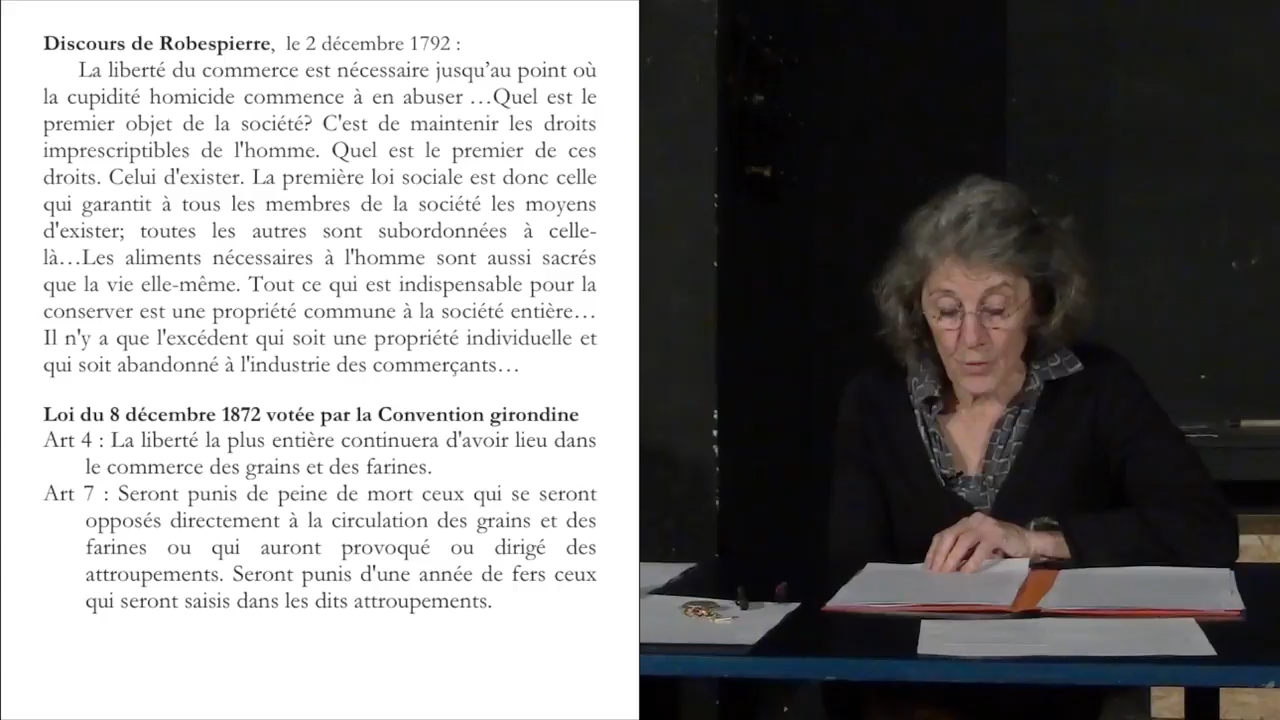 Discours de Robespierre, le 2 décembre 1792 :
La liberté du commerce est nécessaire jusqu'au point où
la cupidité homicide commence à en abuser …Quel est le
premier objet de la société? C'est de maintenir les droits
imprescriptibles de l'homme. Quel est le premier de ces
droits. Celui d'exister. La première loi sociale est donc celle
qui garantit à tous les membres de la société les moyens
d'exister; toutes les autres sont subordonnées à celle-
là…Les aliments nécessaires à l'homme sont aussi sacrés
que la vie elle-même. Tout ce qui est indispensable pour la
conserver est une propriété commune à la société entière…
Il n'y a que l'excédent qui soit une propriété individuelle et
qui soit abandonné à l'industrie des commerçants…
Loi du 8 décembre 1872 votée par la Convention girondine
Art 4 : La liberté la plus entière continuera d'avoir lieu dans
le commerce des grains et des farines.
Art 7 : Seront punis de peine de mort ceux qui se seront
opposés directement à la circulation des grains et des
farines ou qui auront provoqué ou dirigé des
attroupements. Seront punis d'une année de fers ceux
qui seront saisis dans les dits attroupements.